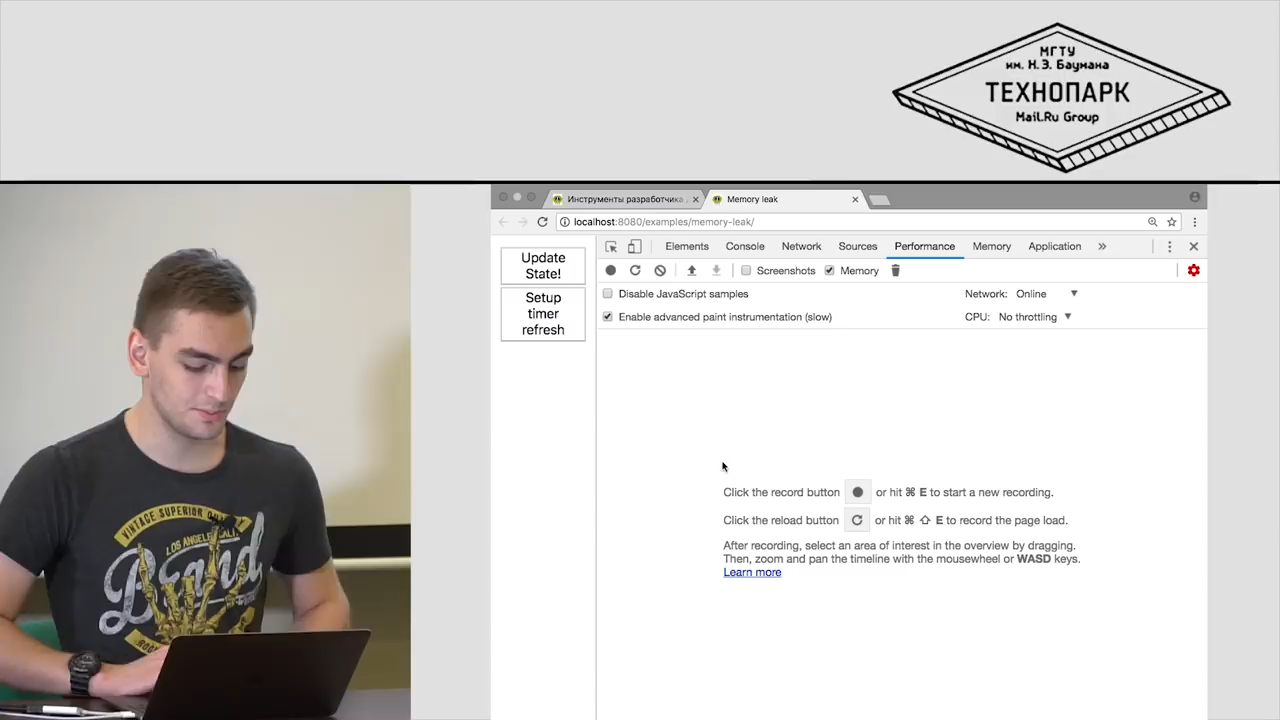 МГТУ
им. Н.Э. Баумана
ТЕХНОПАРК
Mail.Ru Group
Инструменты разработчика
Memory leak
localhost:8080/examples/memory-leak/
Elements Console Network Sources Performance Memory Application »
Update
State!
Setup
timer
refresh
Screenshots Memory
Disable JavaScript samples Network: Online
Enable advanced paint instrumentation (slow) CPU: No throttling
Click the record button or hit ⌘ E to start a new recording.
Click the reload button or hit ⌘ ⇧ E to record the page load.
After recording, select an area of interest in the overview by dragging.
Then, zoom and pan the timeline with the mousewheel or WASD keys.
Learn more
VINTAGE SUPERIOR
LOS ANGELES CALI
Band